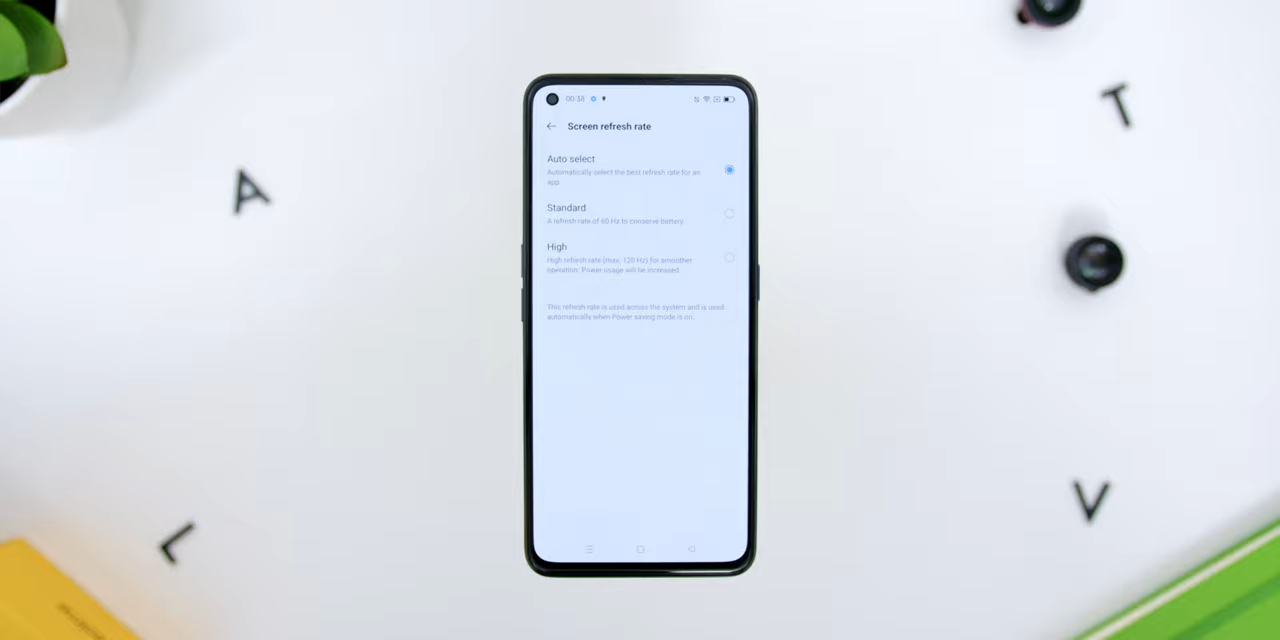 00:38
Screen refresh rate
Auto select
Automatically select the best refresh rate for an
app.
Standard
A refresh rate of 60 Hz to conserve battery.
High
High refresh rate (max. 120 Hz) for smoother
operation. Power usage will be increased.
This refresh rate is used across the system and is used
automatically when Power saving mode is on.
A
T
L
V